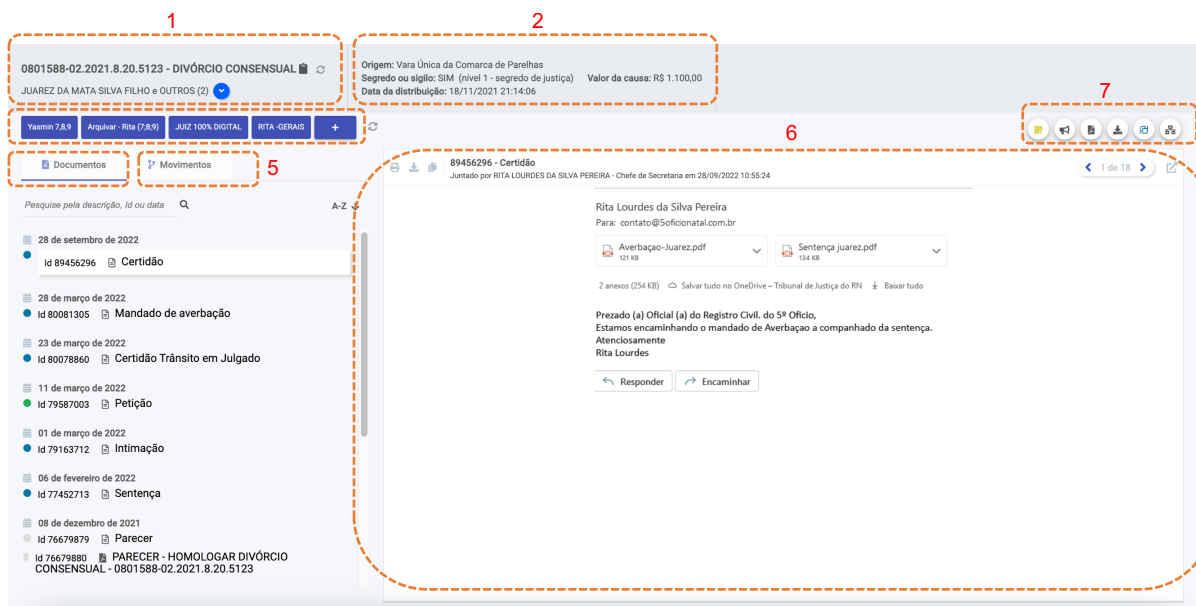 1
2
0801588-02.2021.8.20.5123 - DIVÓRCIO CONSENSUAL
JUAREZ DA MATA SILVA FILHO e OUTROS (2)
Origem: Vara Única da Comarca de Parelhas
Segredo ou sigilo: SIM (nível 1 - segredo de justiça) Valor da causa: R$ 1.100,00
Data da distribuição: 18/11/2021 21:14:06
7
Yasmin 7,8,9
Arquivar - Rita (7;8;9)
JUIZ 100% DIGITAL
RITA -GERAIS
+
6
Documentos
Movimentos
5
Pesquise pela descrição, Id ou data
A-Z
28 de setembro de 2022
Id 89456296 Certidão
28 de março de 2022
Id 80081305 Mandado de averbação
23 de março de 2022
Id 80078860 Certidão Trânsito em Julgado
11 de março de 2022
Id 79587003 Petição
01 de março de 2022
Id 79163712 Intimação
06 de fevereiro de 2022
Id 77452713 Sentença
08 de dezembro de 2021
Id 76679879 Parecer
Id 76679880 PARECER - HOMOLOGAR DIVÓRCIO
CONSENSUAL - 0801588-02.2021.8.20.5123
89456296 - Certidão
Juntado por RITA LOURDES DA SILVA PEREIRA - Chefe de Secretaria em 28/09/2022 10:55:24
1 de 18
Rita Lourdes da Silva Pereira
Para: contato@5oficionatal.com.br
Averbaçao-Juarez.pdf
121 KB
Sentença juarez.pdf
134 KB
2 anexos (254 KB) Salvar tudo no OneDrive – Tribunal de Justiça do RN Baixar tudo
Prezado (a) Oficial (a) do Registro Civil. do 5º Oficio,
Estamos encaminhando o mandado de Averbaçao a companhado da sentença.
Atenciosamente
Rita Lourdes
Responder
Encaminhar